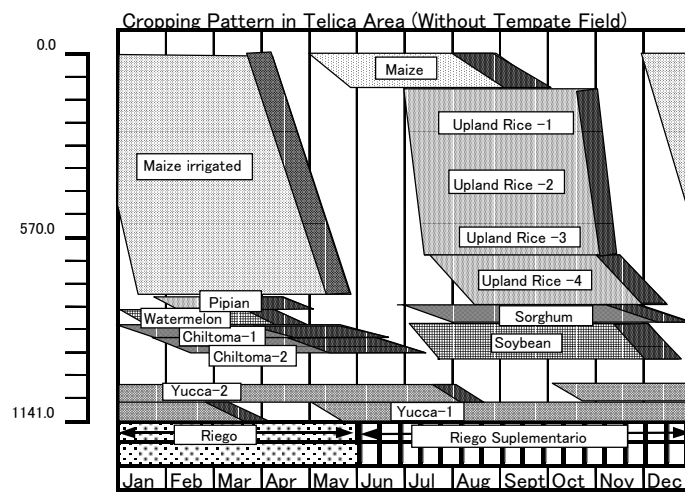 Cropping Pattern in Telica Area (Without Tempate Field)
0.0
Maize
Upland Rice -1
Maize irrigated
Upland Rice -2
570.0
Upland Rice -3
Upland Rice -4
Pipian
Watermelon
Sorghum
Chiltoma-1
Soybean
Chiltoma-2
Yucca-2
1141.0
Yucca-1
Riego
Riego Suplementario
Jan Feb Mar Apr May Jun Jul Aug Sept Oct Nov Dec